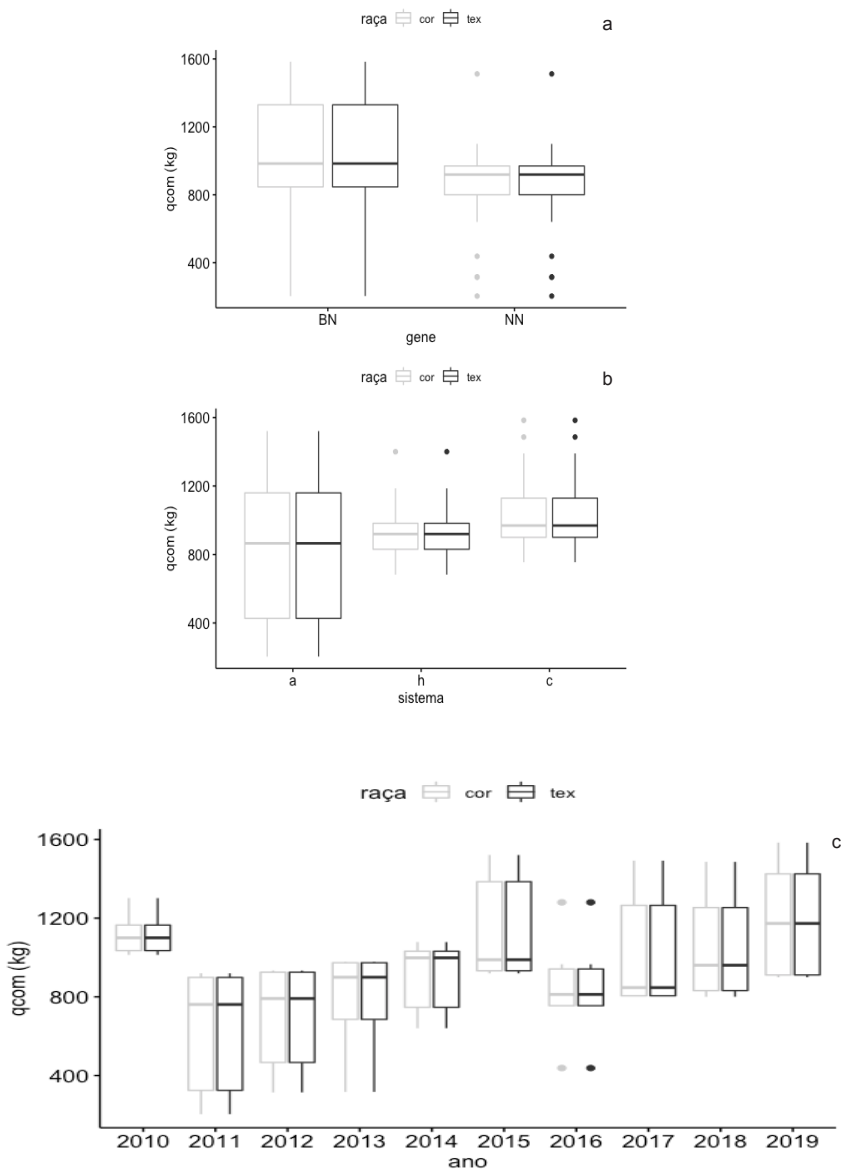 raça cor tex
a
qcom (kg)
1600
1200
800
400
BN NN
gene
raça cor tex
b
qcom (kg)
1600
1200
800
400
a h c
sistema
raça cor tex
c
qcom (kg)
1600
1200
800
400
2010 2011 2012 2013 2014 2015 2016 2017 2018 2019
ano